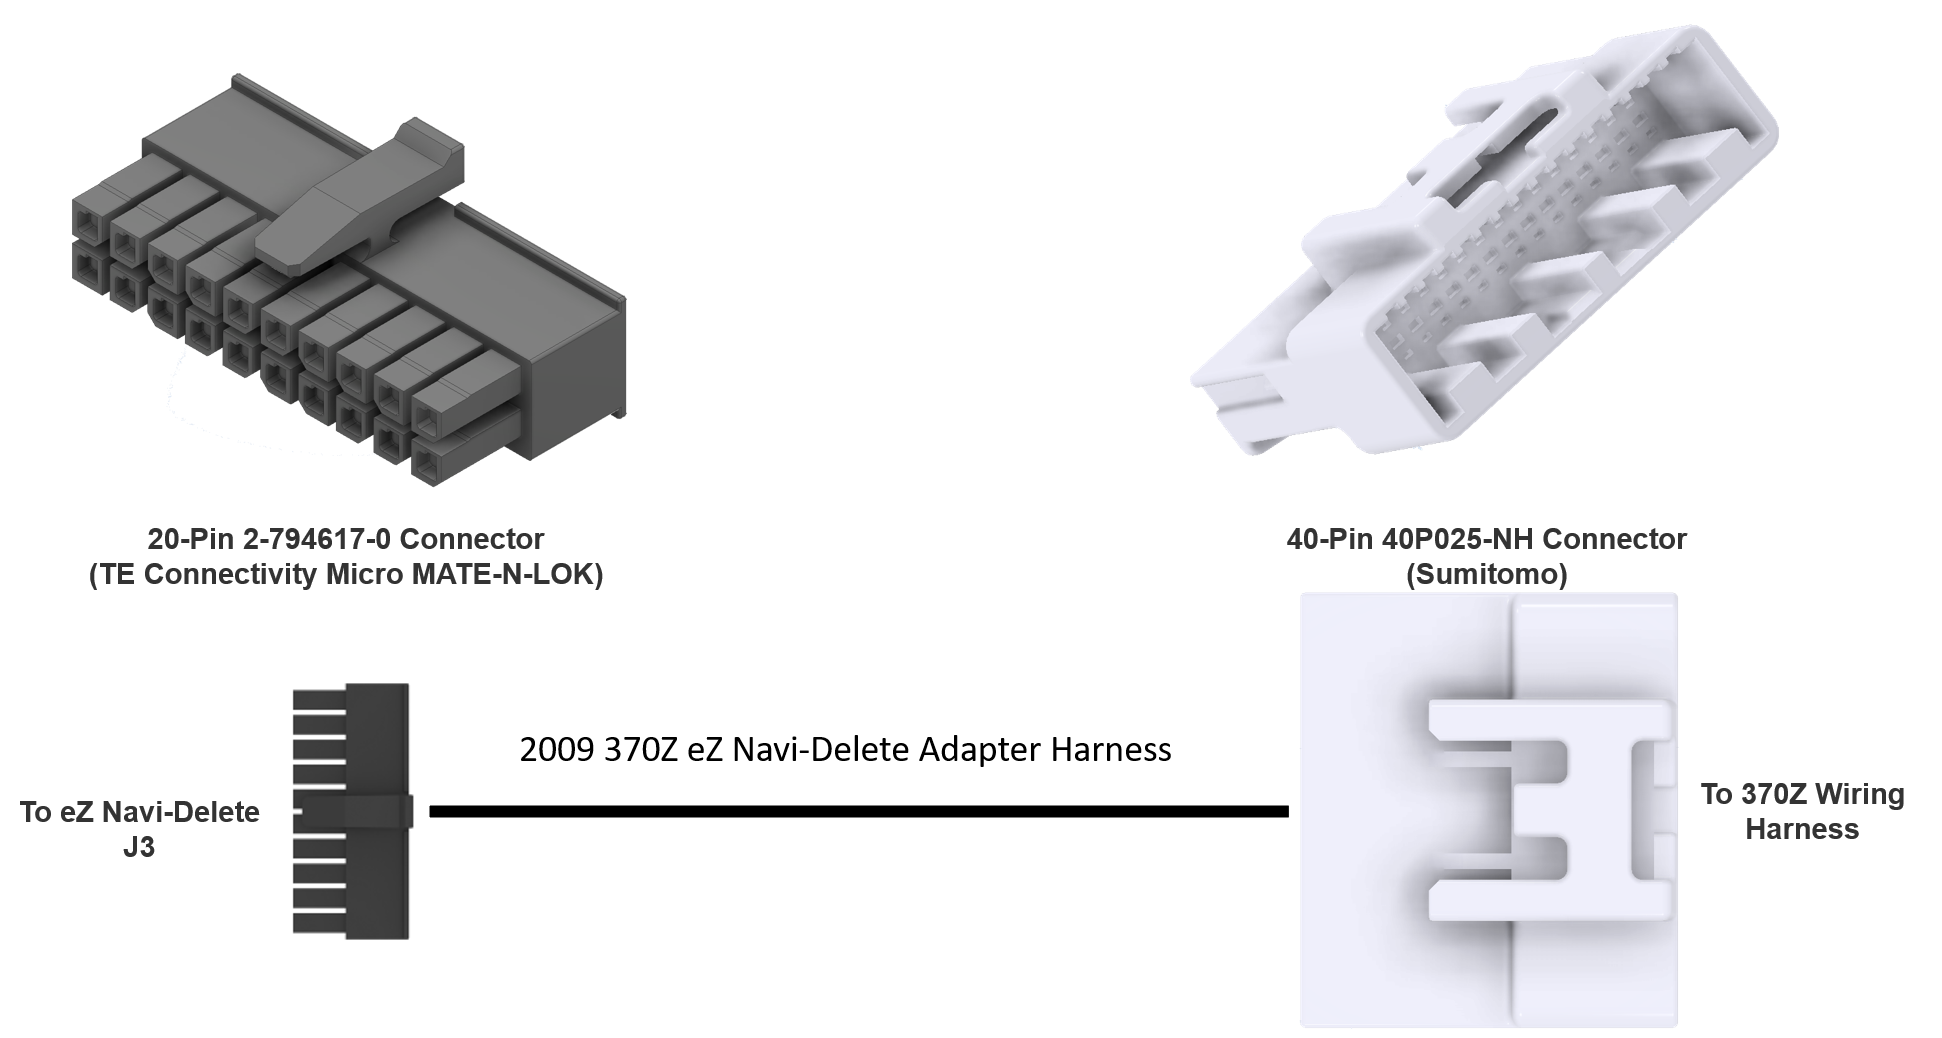 20-Pin 2-794617-0 Connector
(TE Connectivity Micro MATE-N-LOK)
40-Pin 40P025-NH Connector
(Sumitomo)
2009 370Z eZ Navi-Delete Adapter Harness
To eZ Navi-Delete
J3
To 370Z Wiring
Harness